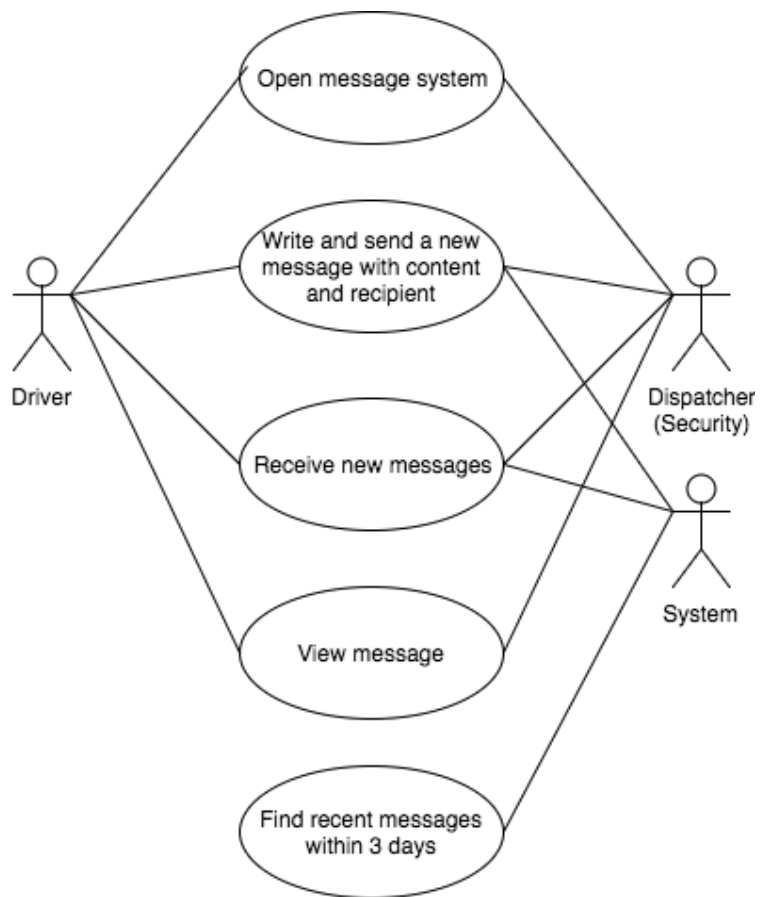 Open message system
Write and send a new
message with content
and recipient
Driver
Dispatcher
(Security)
Receive new messages
System
View message
Find recent messages
within 3 days